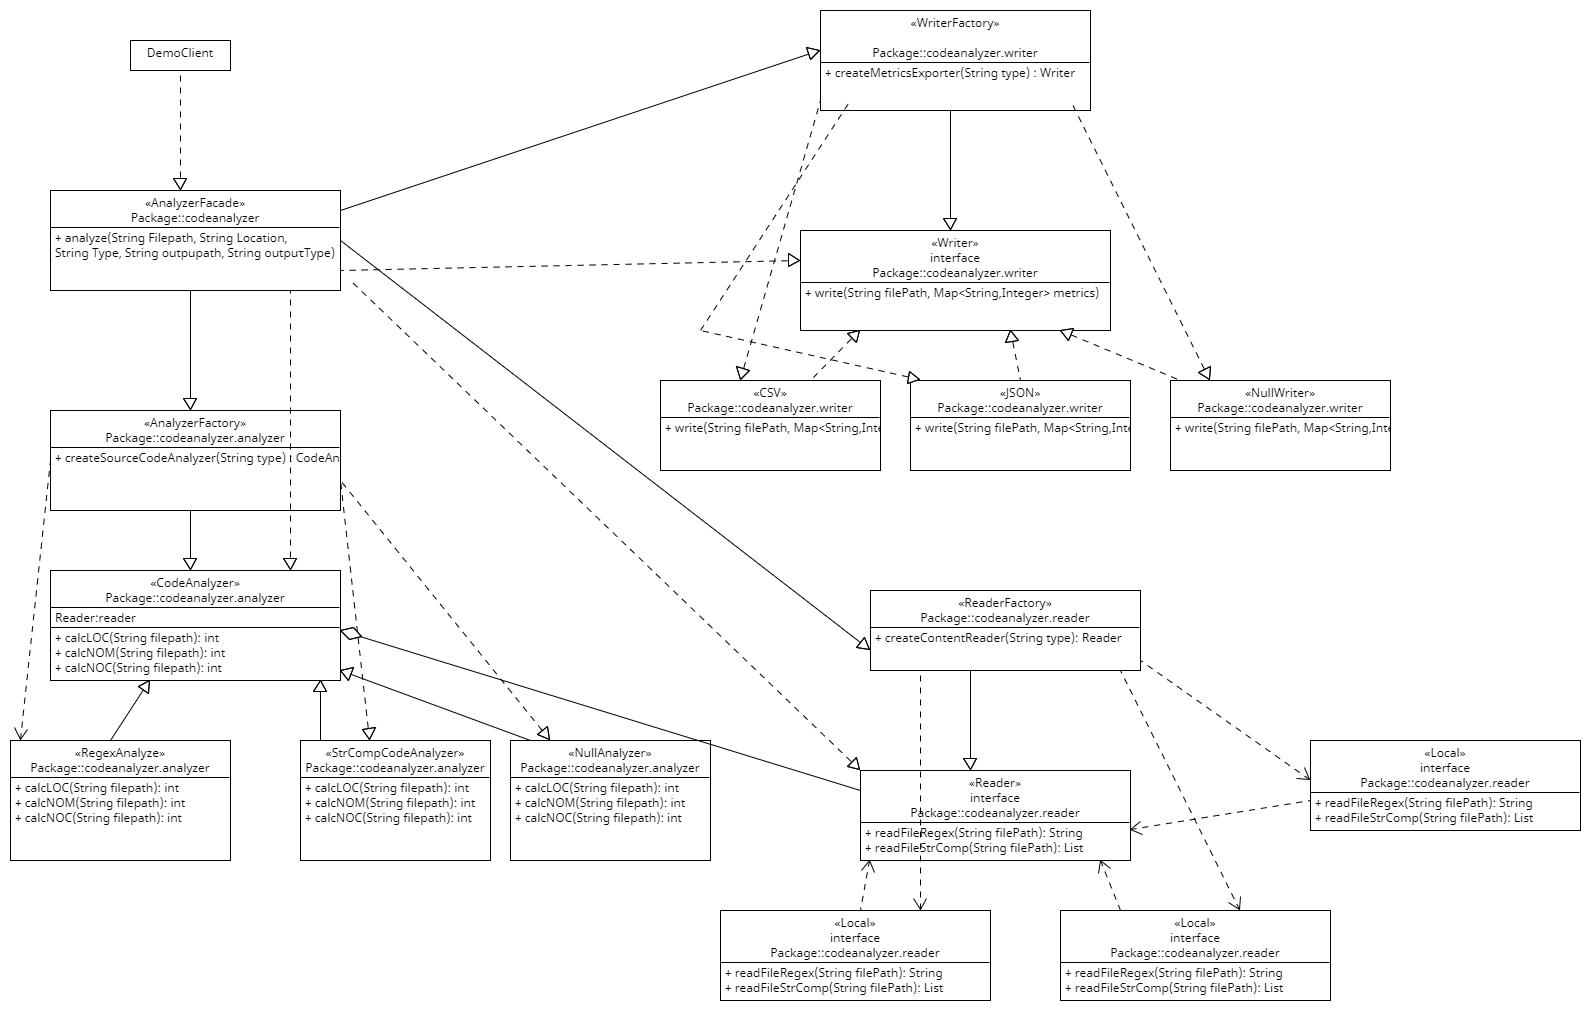 DemoClient
«WriterFactory»
Package::codeanalyzer.writer
+ createMetricsExporter(String type) : Writer
«AnalyzerFacade»
Package::codeanalyzer
+ analyze(String Filepath, String Location,
String Type, String outpupath, String outpuτType)
«Writer»
interface
Package::codeanalyzer.writer
+ write(String filePath, Map<String,Integer> metrics)
«CSV»
Package::codeanalyzer.writer
+ write(String filePath, Map<String,Inte
«JSON»
Package::codeanalyzer.writer
+ write(String filePath, Map<String,Inte
«NullWriter»
Package::codeanalyzer.writer
+ write(String filePath, Map<String,Inte
«AnalyzerFactory»
Package::codeanalyzer.analyzer
+ createSourceCodeAnalyzer(String type) : CodeAn
«CodeAnalyzer»
Package::codeanalyzer.analyzer
Reader:reader
+ calcLOC(String filepath): int
+ calcNOM(String filepath): int
+ calcNOC(String filepath): int
«ReaderFactory»
Package::codeanalyzer.reader
+ createContentReader(String type): Reader
«RegexAnalyze»
Package::codeanalyzer.analyzer
+ calcLOC(String filepath): int
+ calcNOM(String filepath): int
+ calcNOC(String filepath): int
«StrCompCodeAnalyzer»
Package::codeanalyzer.analyzer
+ calcLOC(String filepath): int
+ calcNOM(String filepath): int
+ calcNOC(String filepath): int
«NullAnalyzer»
Package::codeanalyzer.analyzer
+ calcLOC(String filepath): int
+ calcNOM(String filepath): int
+ calcNOC(String filepath): int
«Reader»
interface
Package::codeanalyzer.reader
+ readFileRegex(String filePath): String
+ readFileStrComp(String filePath): List
«Local»
interface
Package::codeanalyzer.reader
+ readFileRegex(String filePath): String
+ readFileStrComp(String filePath): List
«Local»
interface
Package::codeanalyzer.reader
+ readFileRegex(String filePath): String
+ readFileStrComp(String filePath): List
«Local»
interface
Package::codeanalyzer.reader
+ readFileRegex(String filePath): String
+ readFileStrComp(String filePath): List